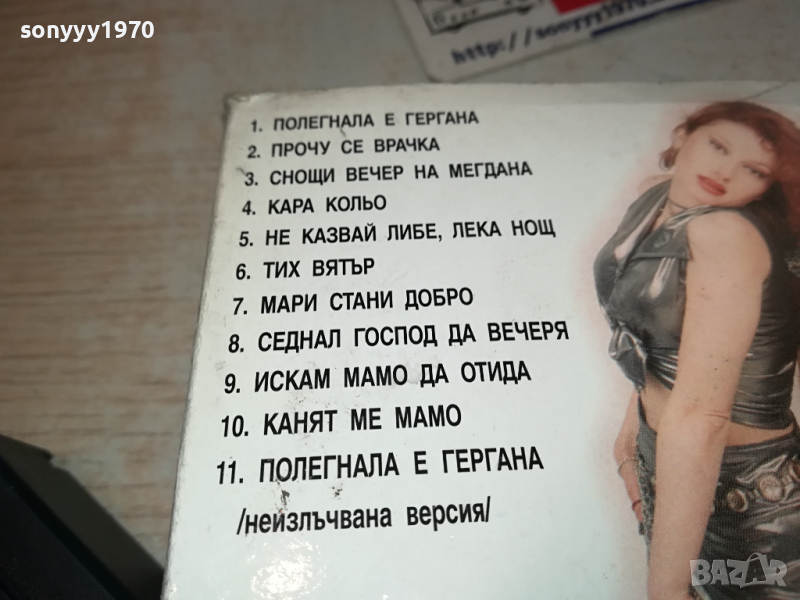 sonyyy1970
http://sonyyy1970.
1. ПОЛЕГНАЛА Е ГЕРГАНА
2. ПРОЧУ СЕ ВРАЧКА
3. СНОЩИ ВЕЧЕР НА МЕГДАНА
4. КАРА КОЛЬО
5. НЕ КАЗВАЙ ЛИБЕ, ЛЕКА НОЩ
6. ТИХ ВЯТЪР
7. МАРИ СТАНИ ДОБРО
8. СЕДНАЛ ГОСПОД ДА ВЕЧЕРЯ
9. ИСКАМ МАМО ДА ОТИДА
10. КАНЯТ МЕ МАМО
11. ПОЛЕГНАЛА Е ГЕРГАНА
/неизлъчвана версия/
BAZAR